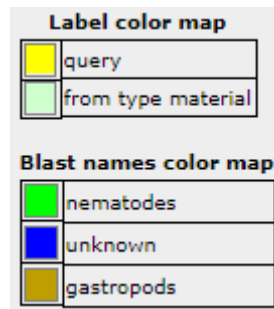 Label color map
query
from type material
Blast names color map
nematodes
unknown
gastropods